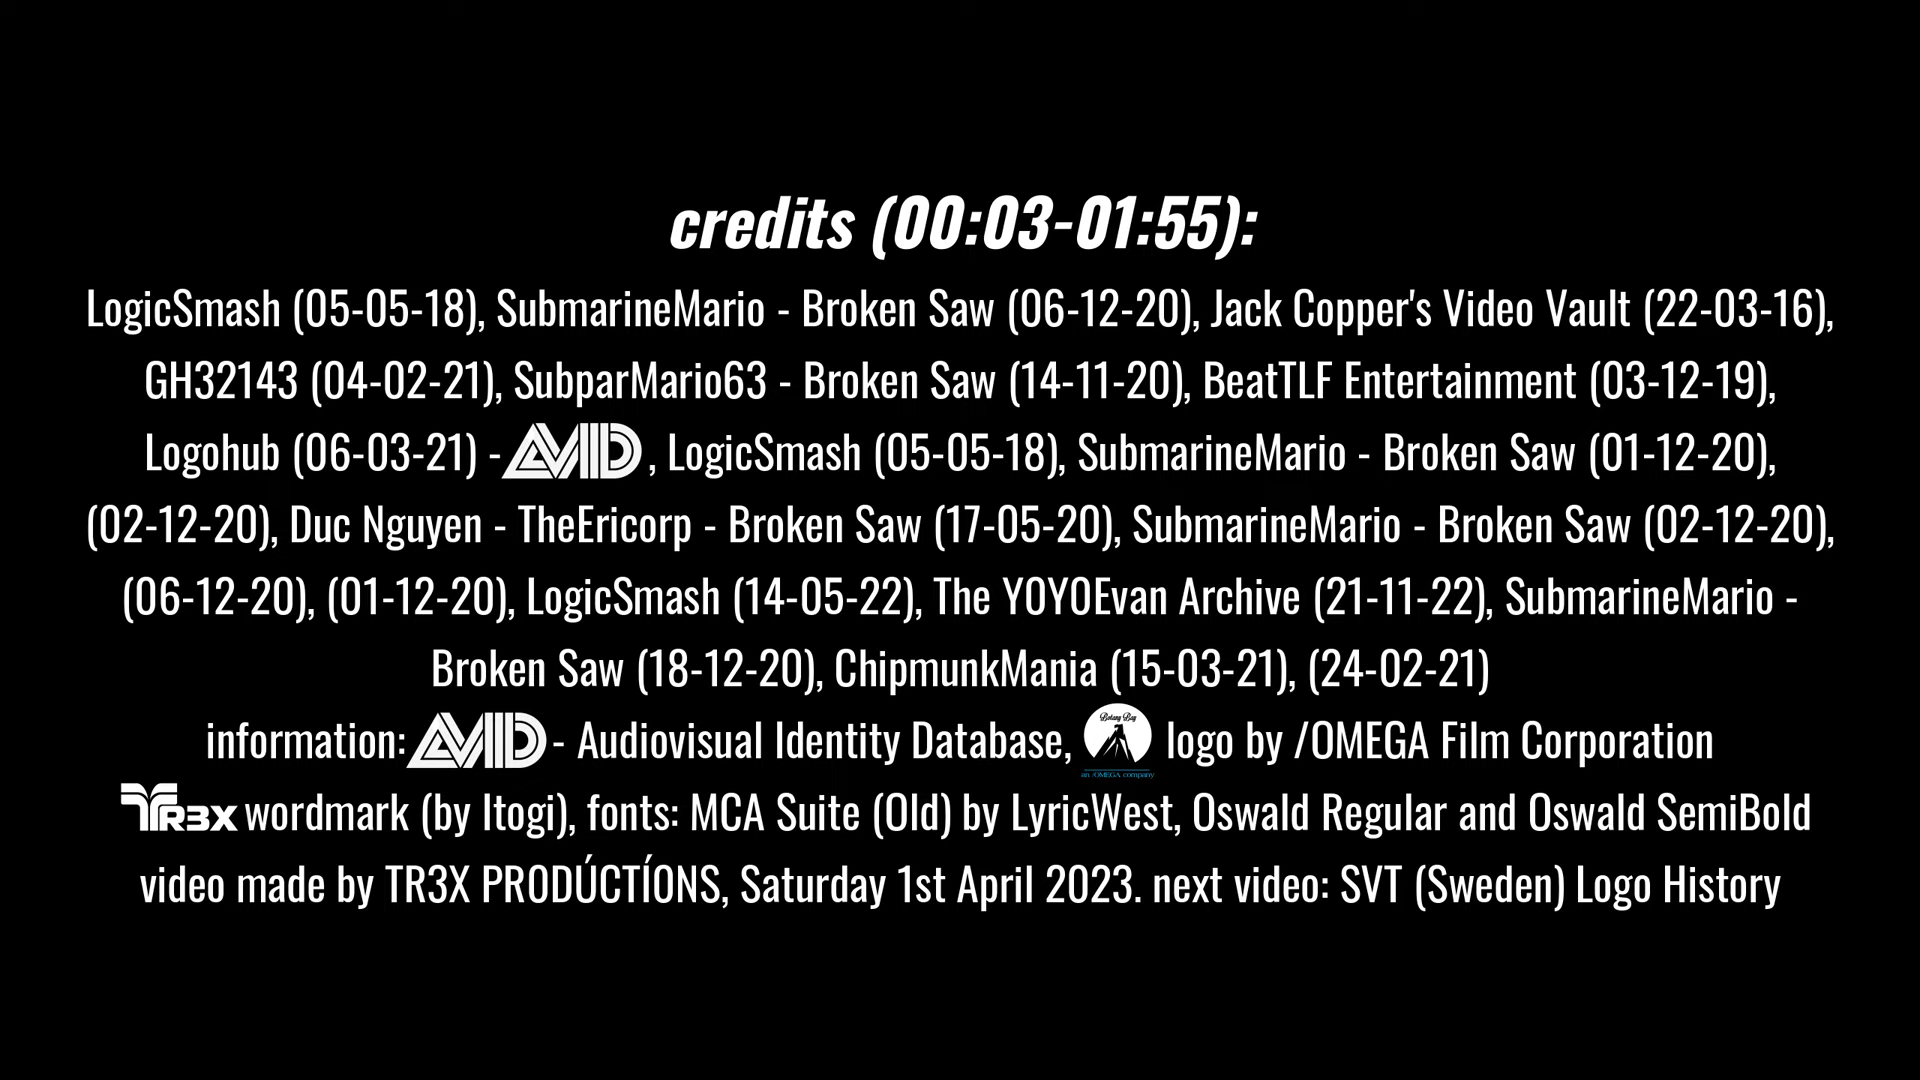 credits (00:03-01:55):
LogicSmash (05-05-18), SubmarineMario - Broken Saw (06-12-20), Jack Copper's Video Vault (22-03-16),
GH32143 (04-02-21), SubparMario63 - Broken Saw (14-11-20), BeatTLF Entertainment (03-12-19),
Logohub (06-03-21) - AVID, LogicSmash (05-05-18), SubmarineMario - Broken Saw (01-12-20),
(02-12-20), Duc Nguyen - TheEricorp - Broken Saw (17-05-20), SubmarineMario - Broken Saw (02-12-20),
(06-12-20), (01-12-20), LogicSmash (14-05-22), The YOYOEvan Archive (21-11-22), SubmarineMario -
Broken Saw (18-12-20), ChipmunkMania (15-03-21), (24-02-21)
information: AVID - Audiovisual Identity Database, Botany Bay an /OMEGA company logo by /OMEGA Film Corporation
TR3X wordmark (by Itogi), fonts: MCA Suite (Old) by LyricWest, Oswald Regular and Oswald SemiBold
video made by TR3X PRODÚCTÍONS, Saturday 1st April 2023. next video: SVT (Sweden) Logo History